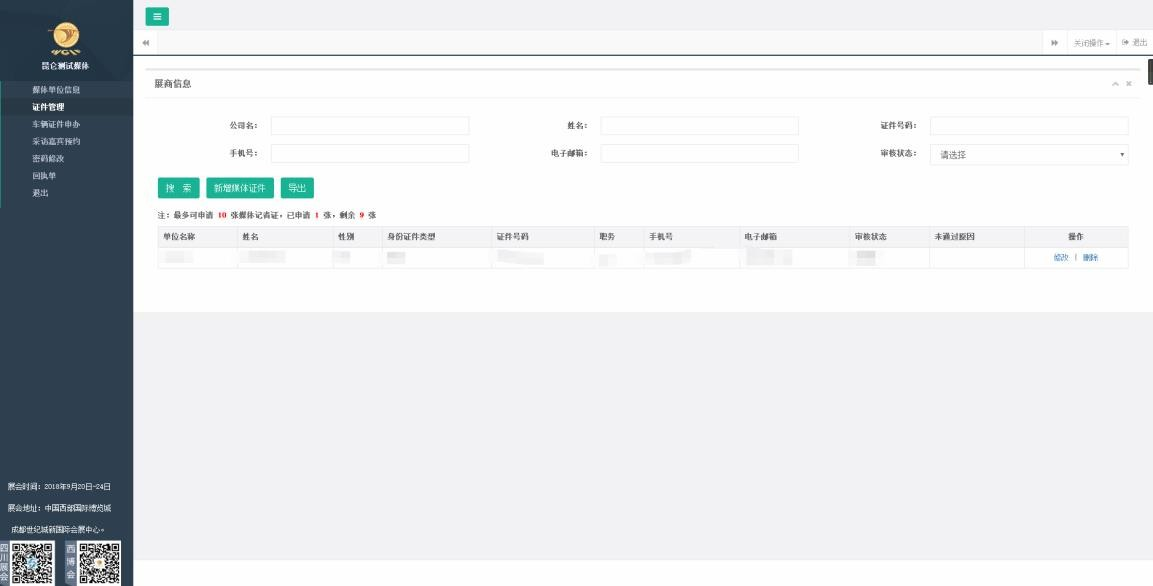 关闭操作 退出
昆仑测试媒体
媒体单位信息
证件管理
车辆证件申办
采访嘉宾预约
密码修改
回执单
退出
展会时间：2018年9月20日-24日
展会地址：中国西部国际博览城
成都世纪城新国际会展中心。
四川展会
西博会
展商信息
公司名： 姓名： 证件号码：
手机号： 电子邮箱： 审核状态： 请选择
搜 索 新增媒体证件 导出
注：最多可申请 10 张媒体记者证，已申请 1 张，剩余 9 张
单位名称 姓名 性别 身份证件类型 证件号码 职务 手机号 电子邮箱 审核状态 未通过原因 操作
修改 | 删除